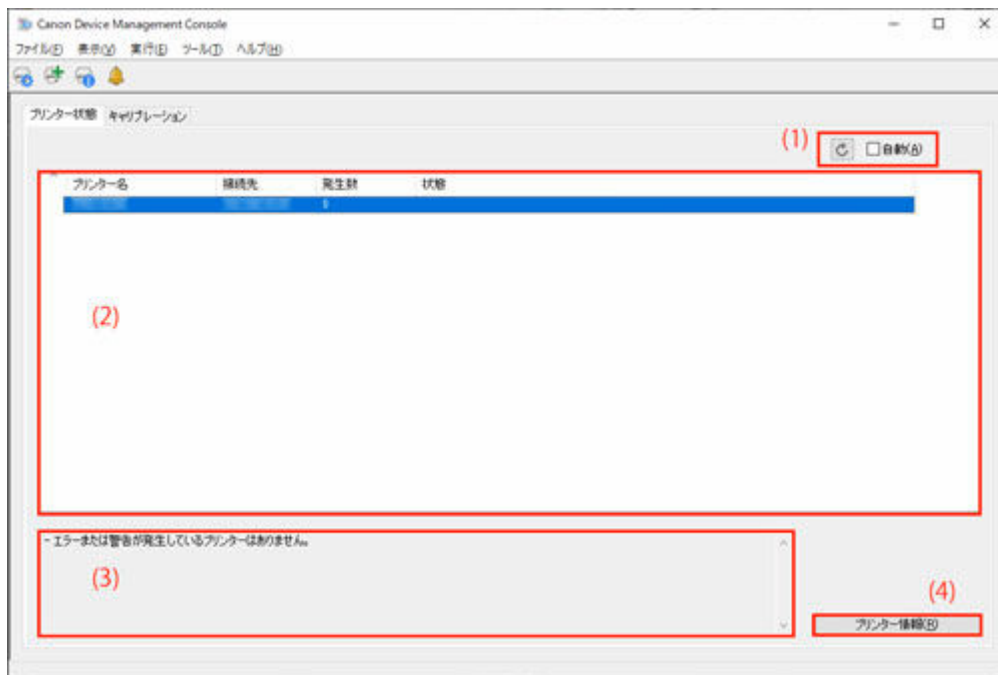 Canon Device Management Console
ファイル(F) 表示(V) 実行(E) ツール(T) ヘルプ(H)
プリンター状態 キャリブレーション
(1) 自動(A)
プリンター名 接続先 発生数 状態
(2)
- エラーまたは警告が発生しているプリンターはありません。
(3)
(4)
プリンター情報(R)